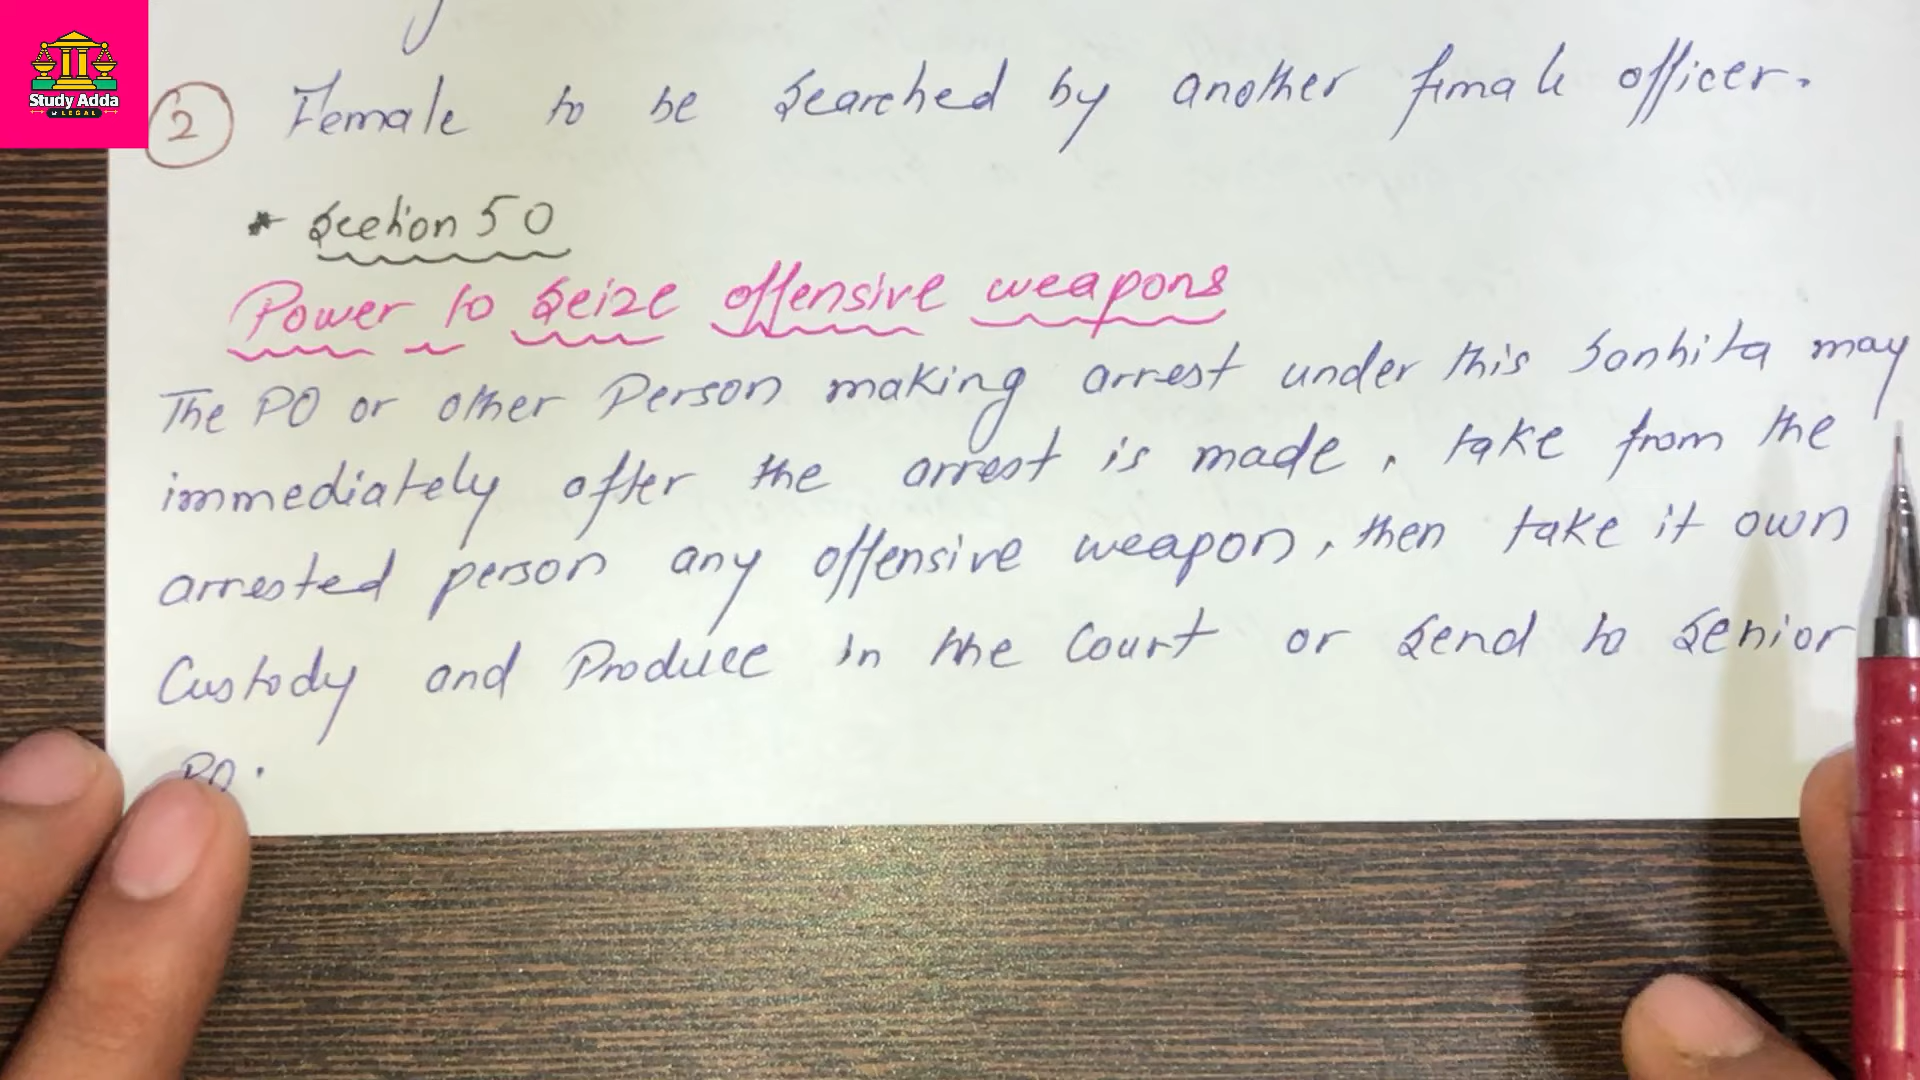 Study Adda
LEGAL
② Female to be searched by another female officer.
* Section 50
Power to seize offensive weapons
The PO or other Person making arrest under this Sanhita may
immediately after the arrest is made, take from the
arrested person any offensive weapon, then take it own
Custody and Produce in the Court or send to senior
PO.